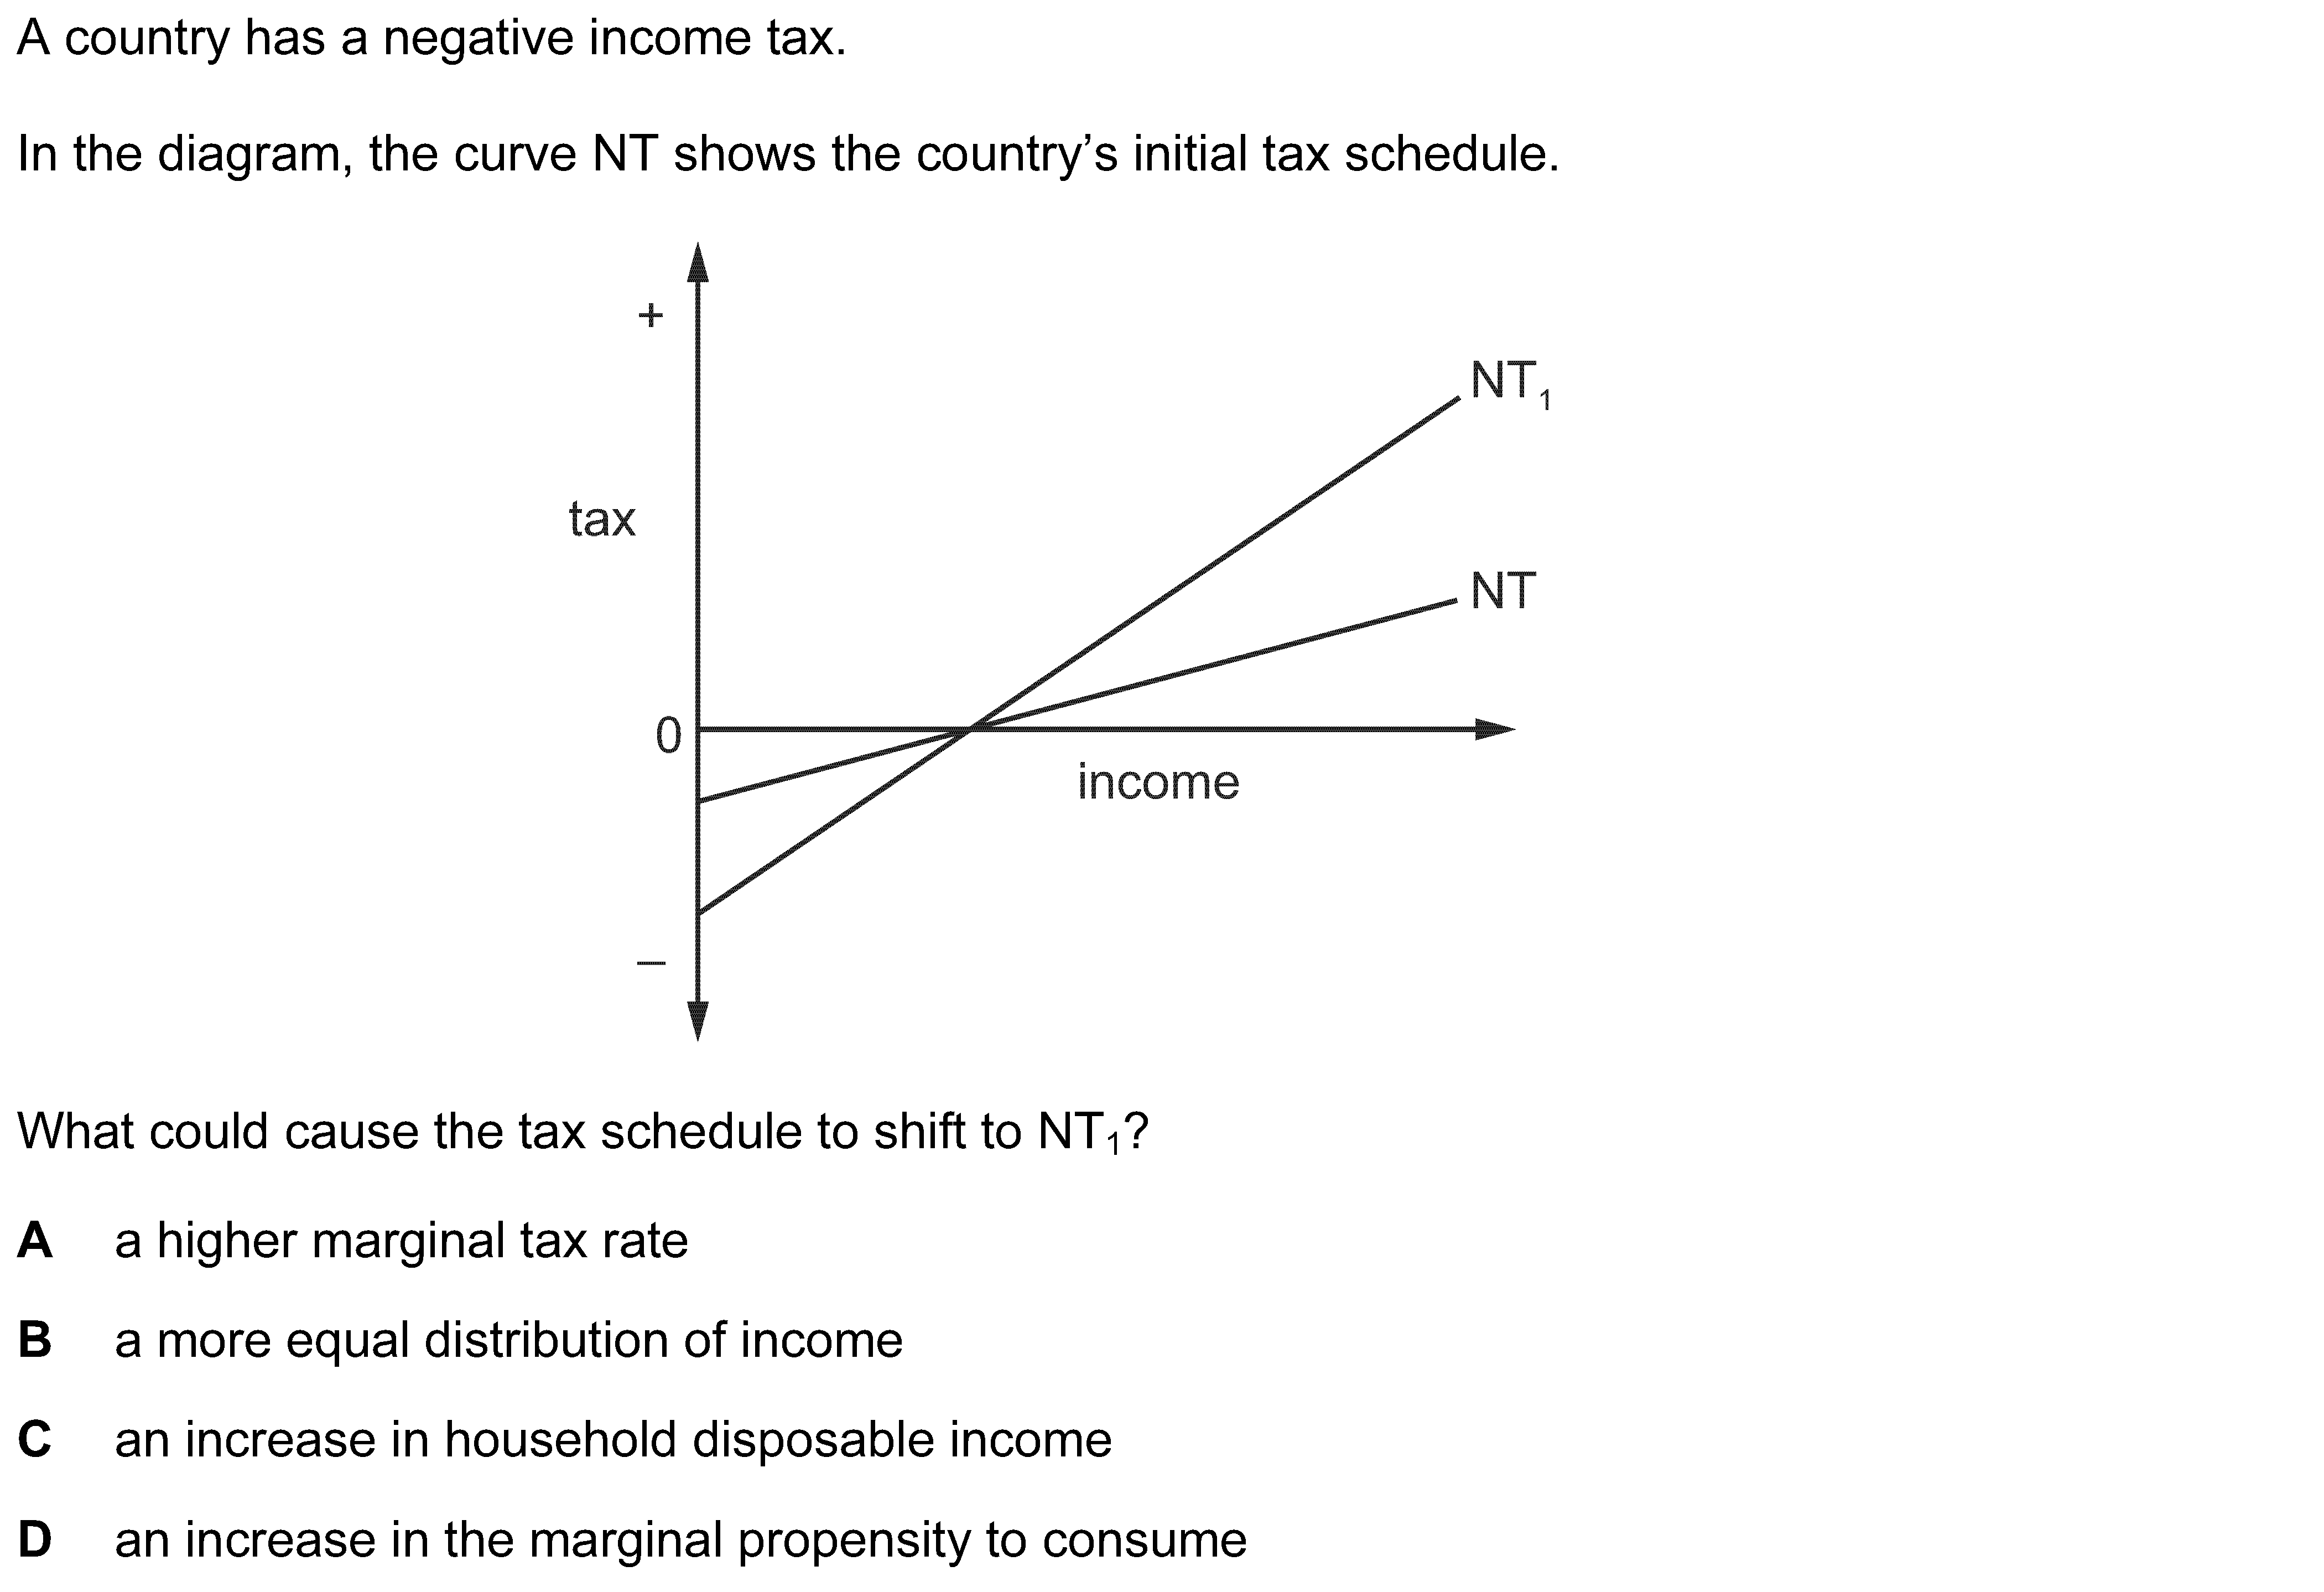 A country has a negative income tax.
In the diagram, the curve NT shows the country’s initial tax schedule.
+
NT₁
tax
NT
0
income
–
What could cause the tax schedule to shift to NT₁?
A a higher marginal tax rate
B a more equal distribution of income
C an increase in household disposable income
D an increase in the marginal propensity to consume